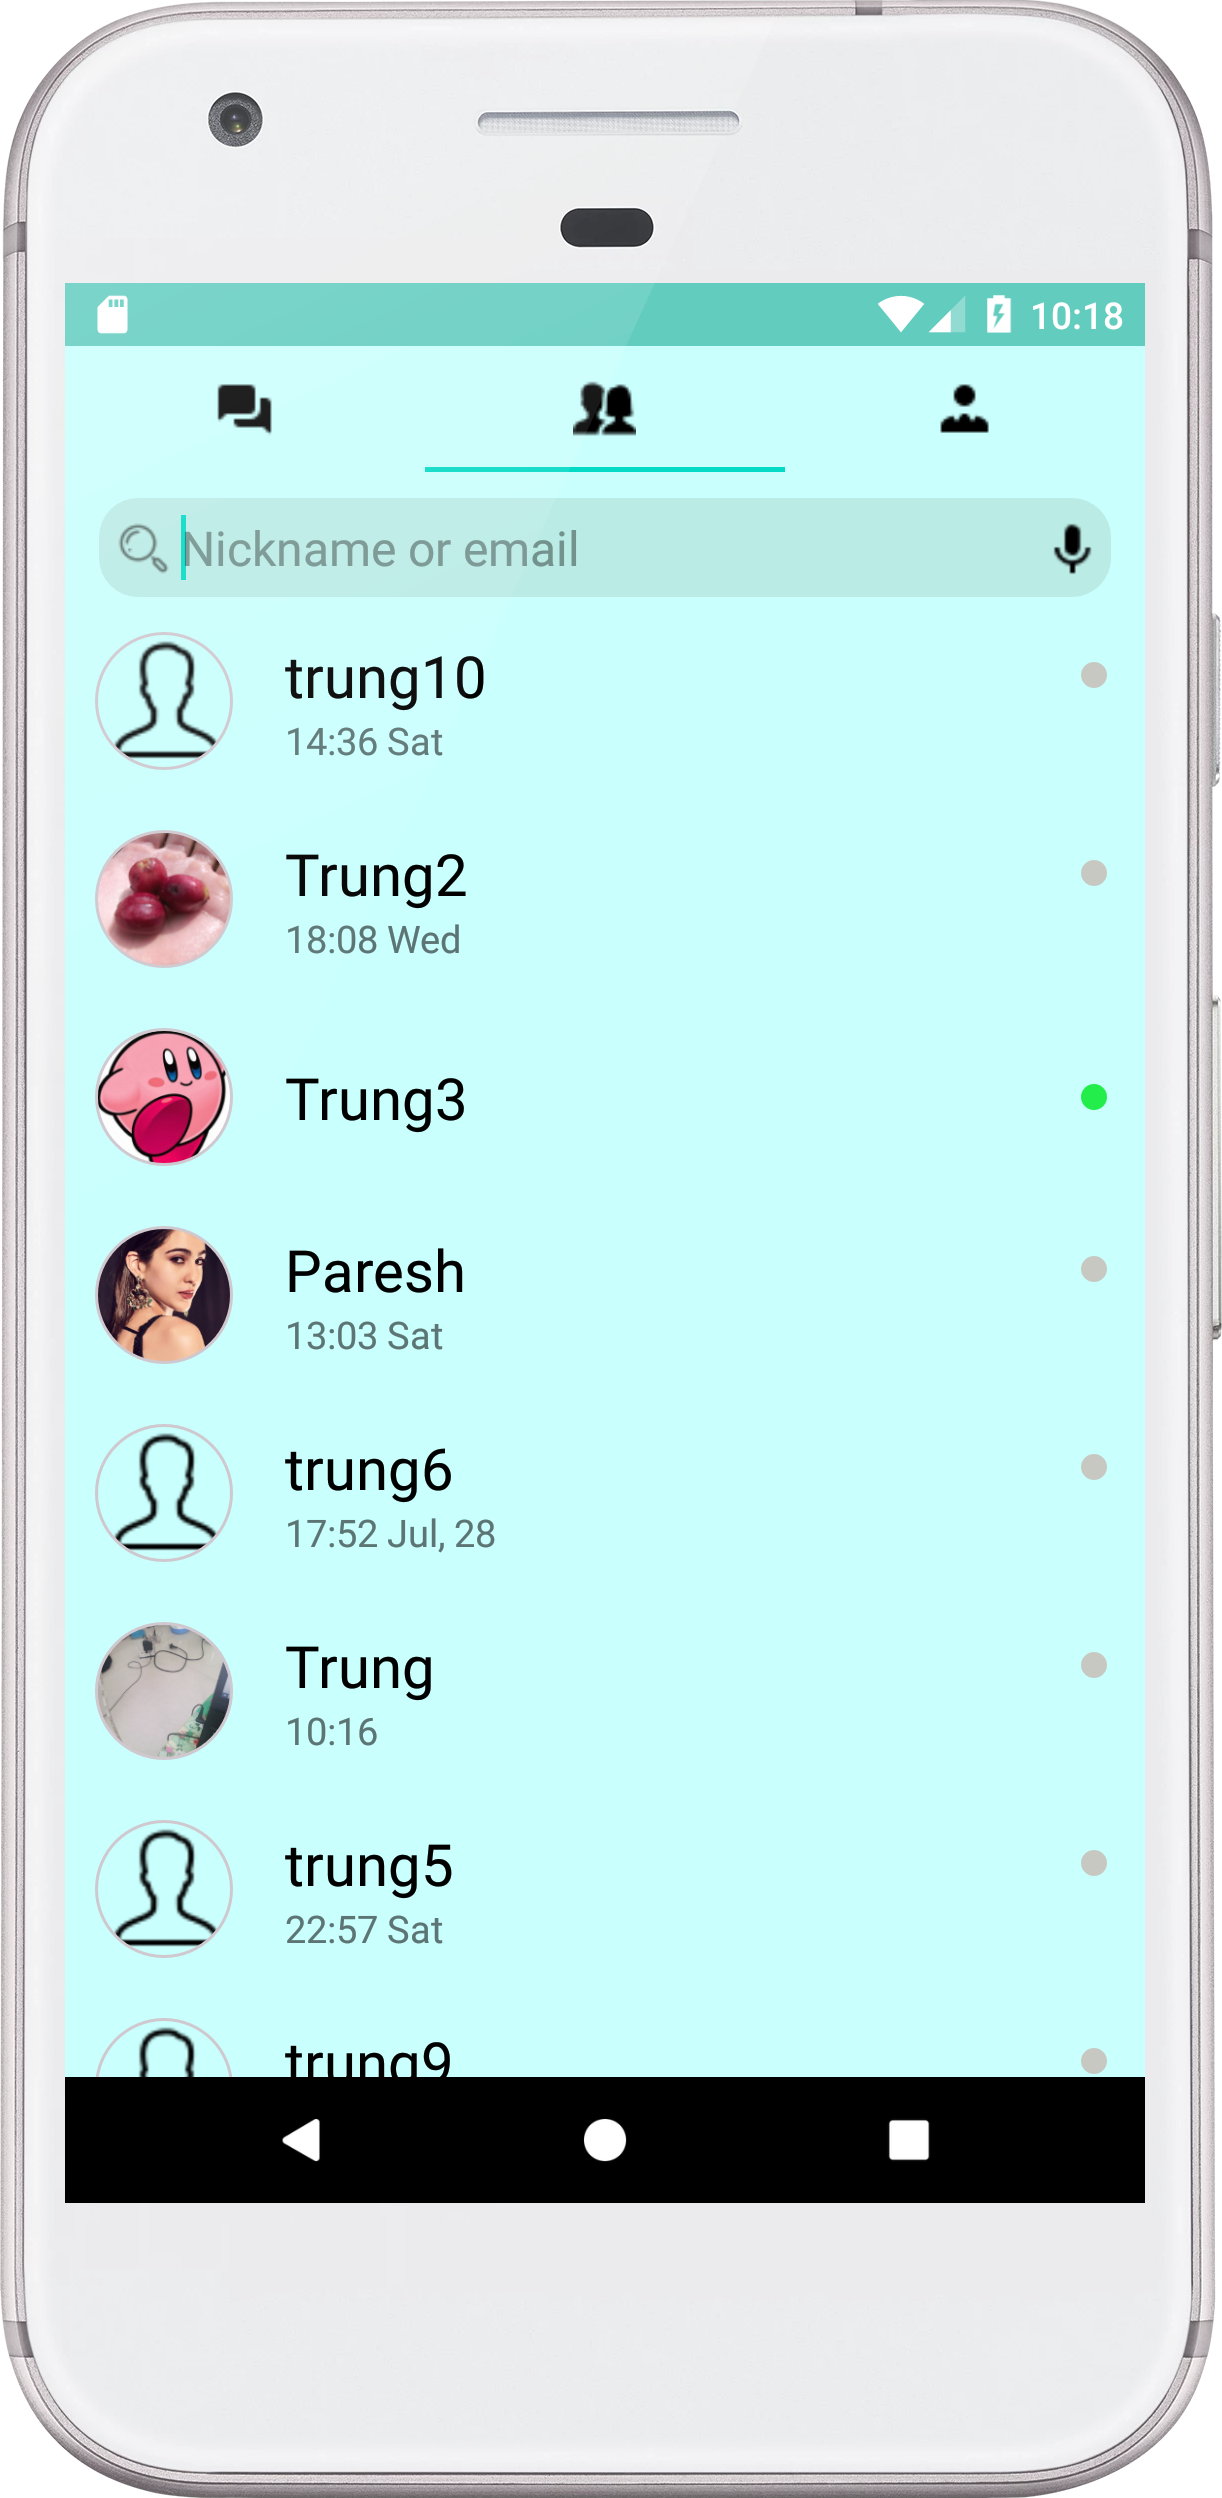 10:18
Nickname or email
trung10
14:36 Sat
Trung2
18:08 Wed
Trung3
Paresh
13:03 Sat
trung6
17:52 Jul, 28
Trung
10:16
trung5
22:57 Sat
trung9